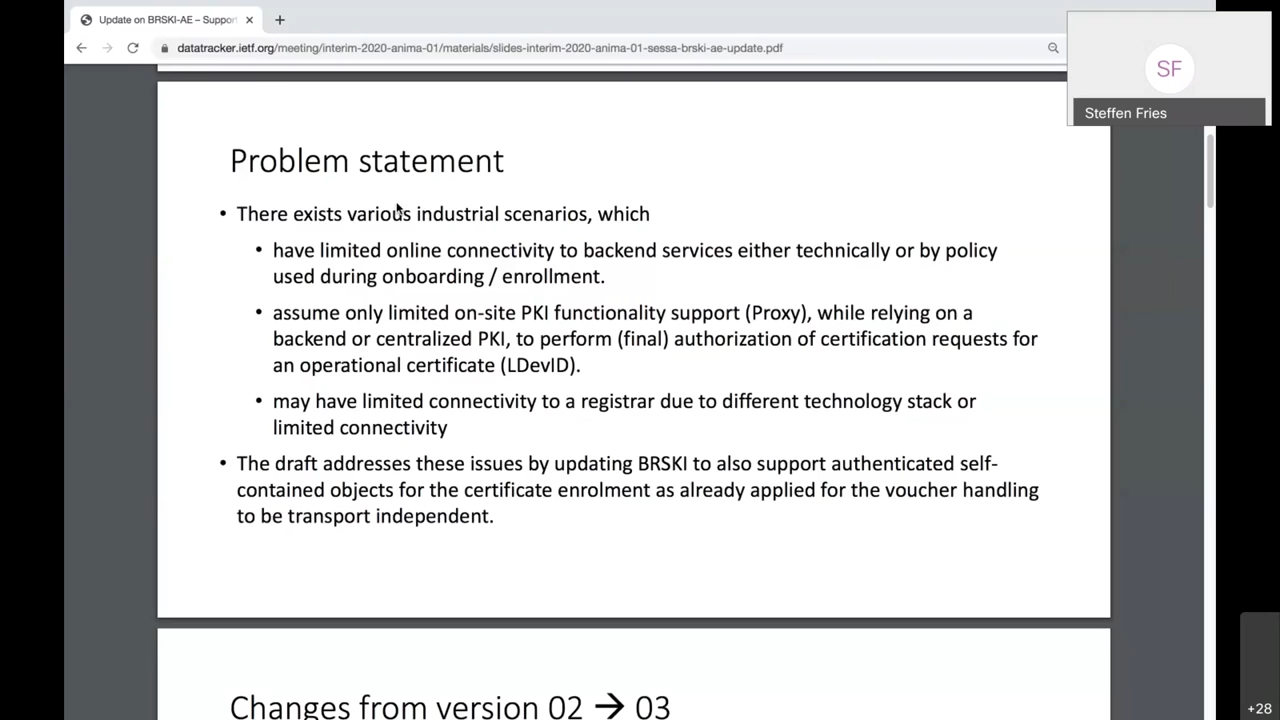 Update on BRSKI-AE – Suppor
datatracker.ietf.org/meeting/interim-2020-anima-01/materials/slides-interim-2020-anima-01-sessa-brski-ae-update.pdf
SF
Steffen Fries
Problem statement
• There exists various industrial scenarios, which
• have limited online connectivity to backend services either technically or by policy
used during onboarding / enrollment.
• assume only limited on-site PKI functionality support (Proxy), while relying on a
backend or centralized PKI, to perform (final) authorization of certification requests for
an operational certificate (LDevID).
• may have limited connectivity to a registrar due to different technology stack or
limited connectivity
• The draft addresses these issues by updating BRSKI to also support authenticated self-
contained objects for the certificate enrolment as already applied for the voucher handling
to be transport independent.
Changes from version 02 → 03
+28